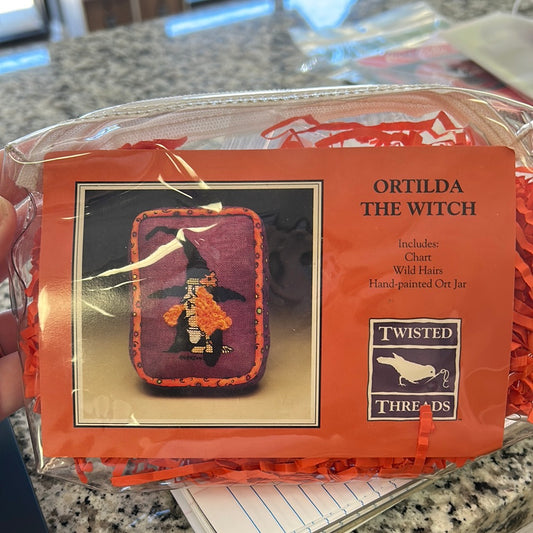 ORTILDA
THE WITCH
Includes:
Chart
Wild Hairs
Hand-painted Ort Jar
TWISTED
THREADS